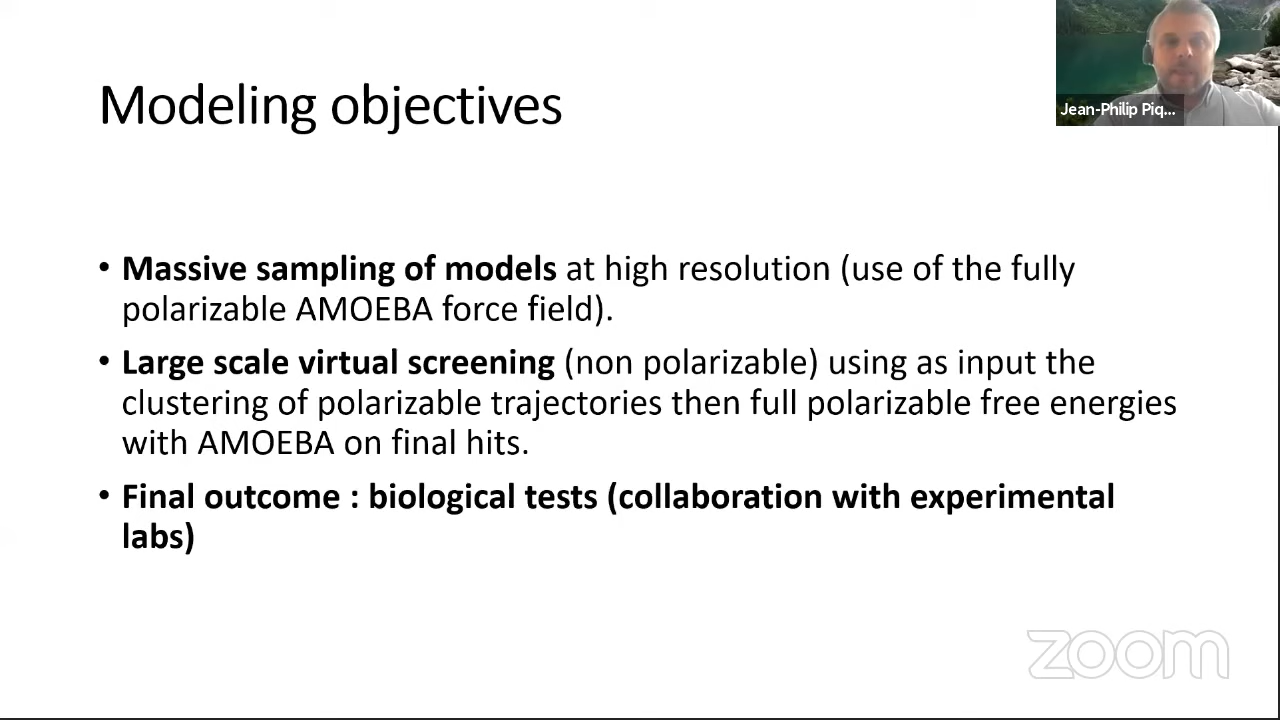 Jean-Philip Piq...
Modeling objectives
• Massive sampling of models at high resolution (use of the fully
polarizable AMOEBA force field).
• Large scale virtual screening (non polarizable) using as input the
clustering of polarizable trajectories then full polarizable free energies
with AMOEBA on final hits.
• Final outcome : biological tests (collaboration with experimental
labs)
zoom